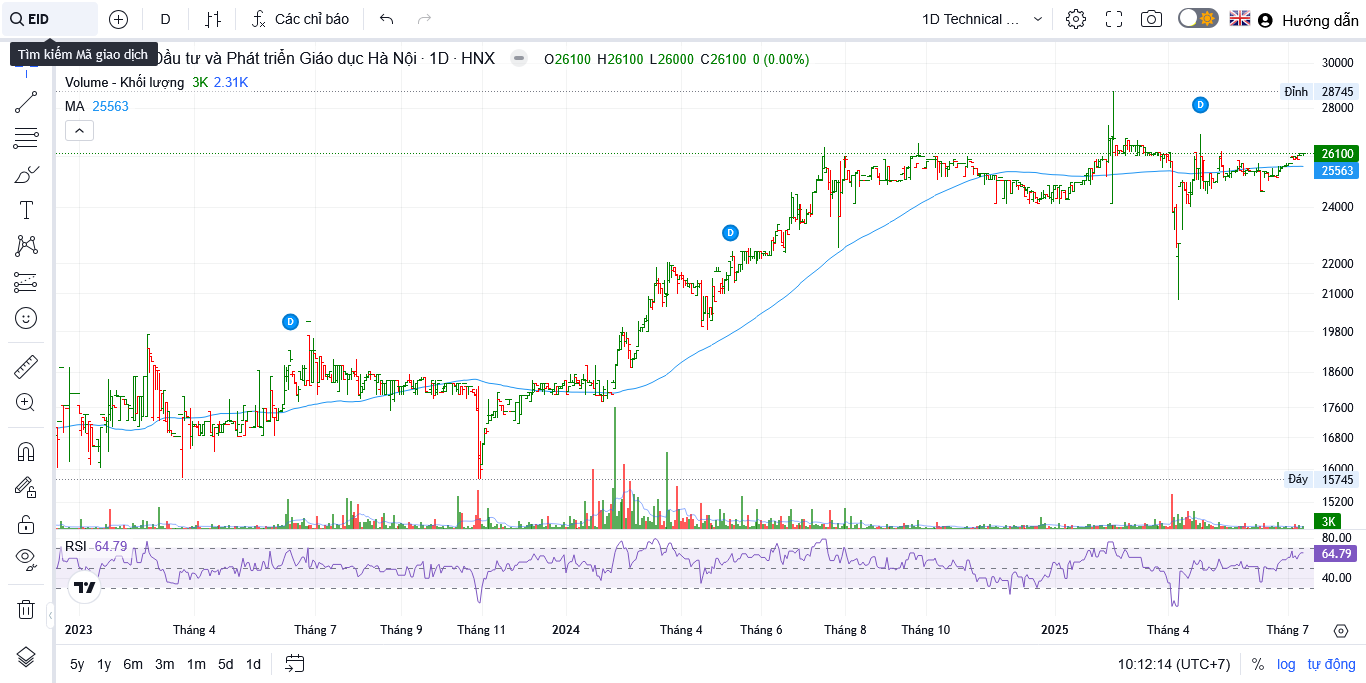 EID D Các chỉ báo 1D Technical ... Hướng dẫn
Tìm kiếm Mã giao dịch
Đầu tư và Phát triển Giáo dục Hà Nội · 1D · HNX O26100 H26100 L26000 C26100 0 (0.00%)
Volume - Khối lượng 3K 2.31K
MA 25563
30000
Đỉnh 28745
28000
26100
25563
24000
22000
21000
19800
18600
17600
16800
16000
Đáy 15745
15200
3K
D
D
D
RSI 64.79
80.00
64.79
40.00
2023 Tháng 4 Tháng 7 Tháng 9 Tháng 11 2024 Tháng 4 Tháng 6 Tháng 8 Tháng 10 2025 Tháng 4 Tháng 7
5y 1y 6m 3m 1m 5d 1d 10:12:14 (UTC+7) % log tự động